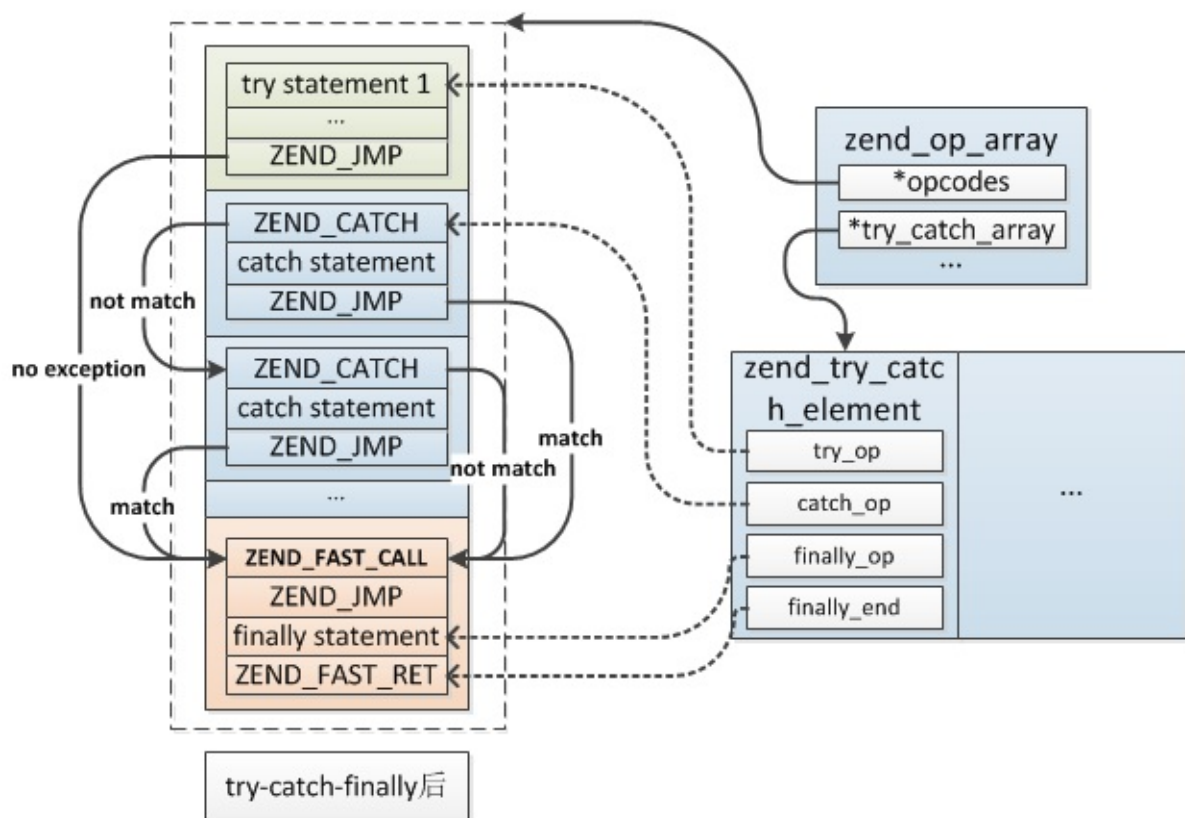 try statement 1
...
ZEND_JMP
ZEND_CATCH
catch statement
ZEND_JMP
not match
no exception
ZEND_CATCH
catch statement
ZEND_JMP
match
not match
match
...
ZEND_FAST_CALL
ZEND_JMP
finally statement
ZEND_FAST_RET
try-catch-finally后
zend_op_array
*opcodes
*try_catch_array
...
zend_try_catc
h_element
try_op
catch_op
finally_op
finally_end
...